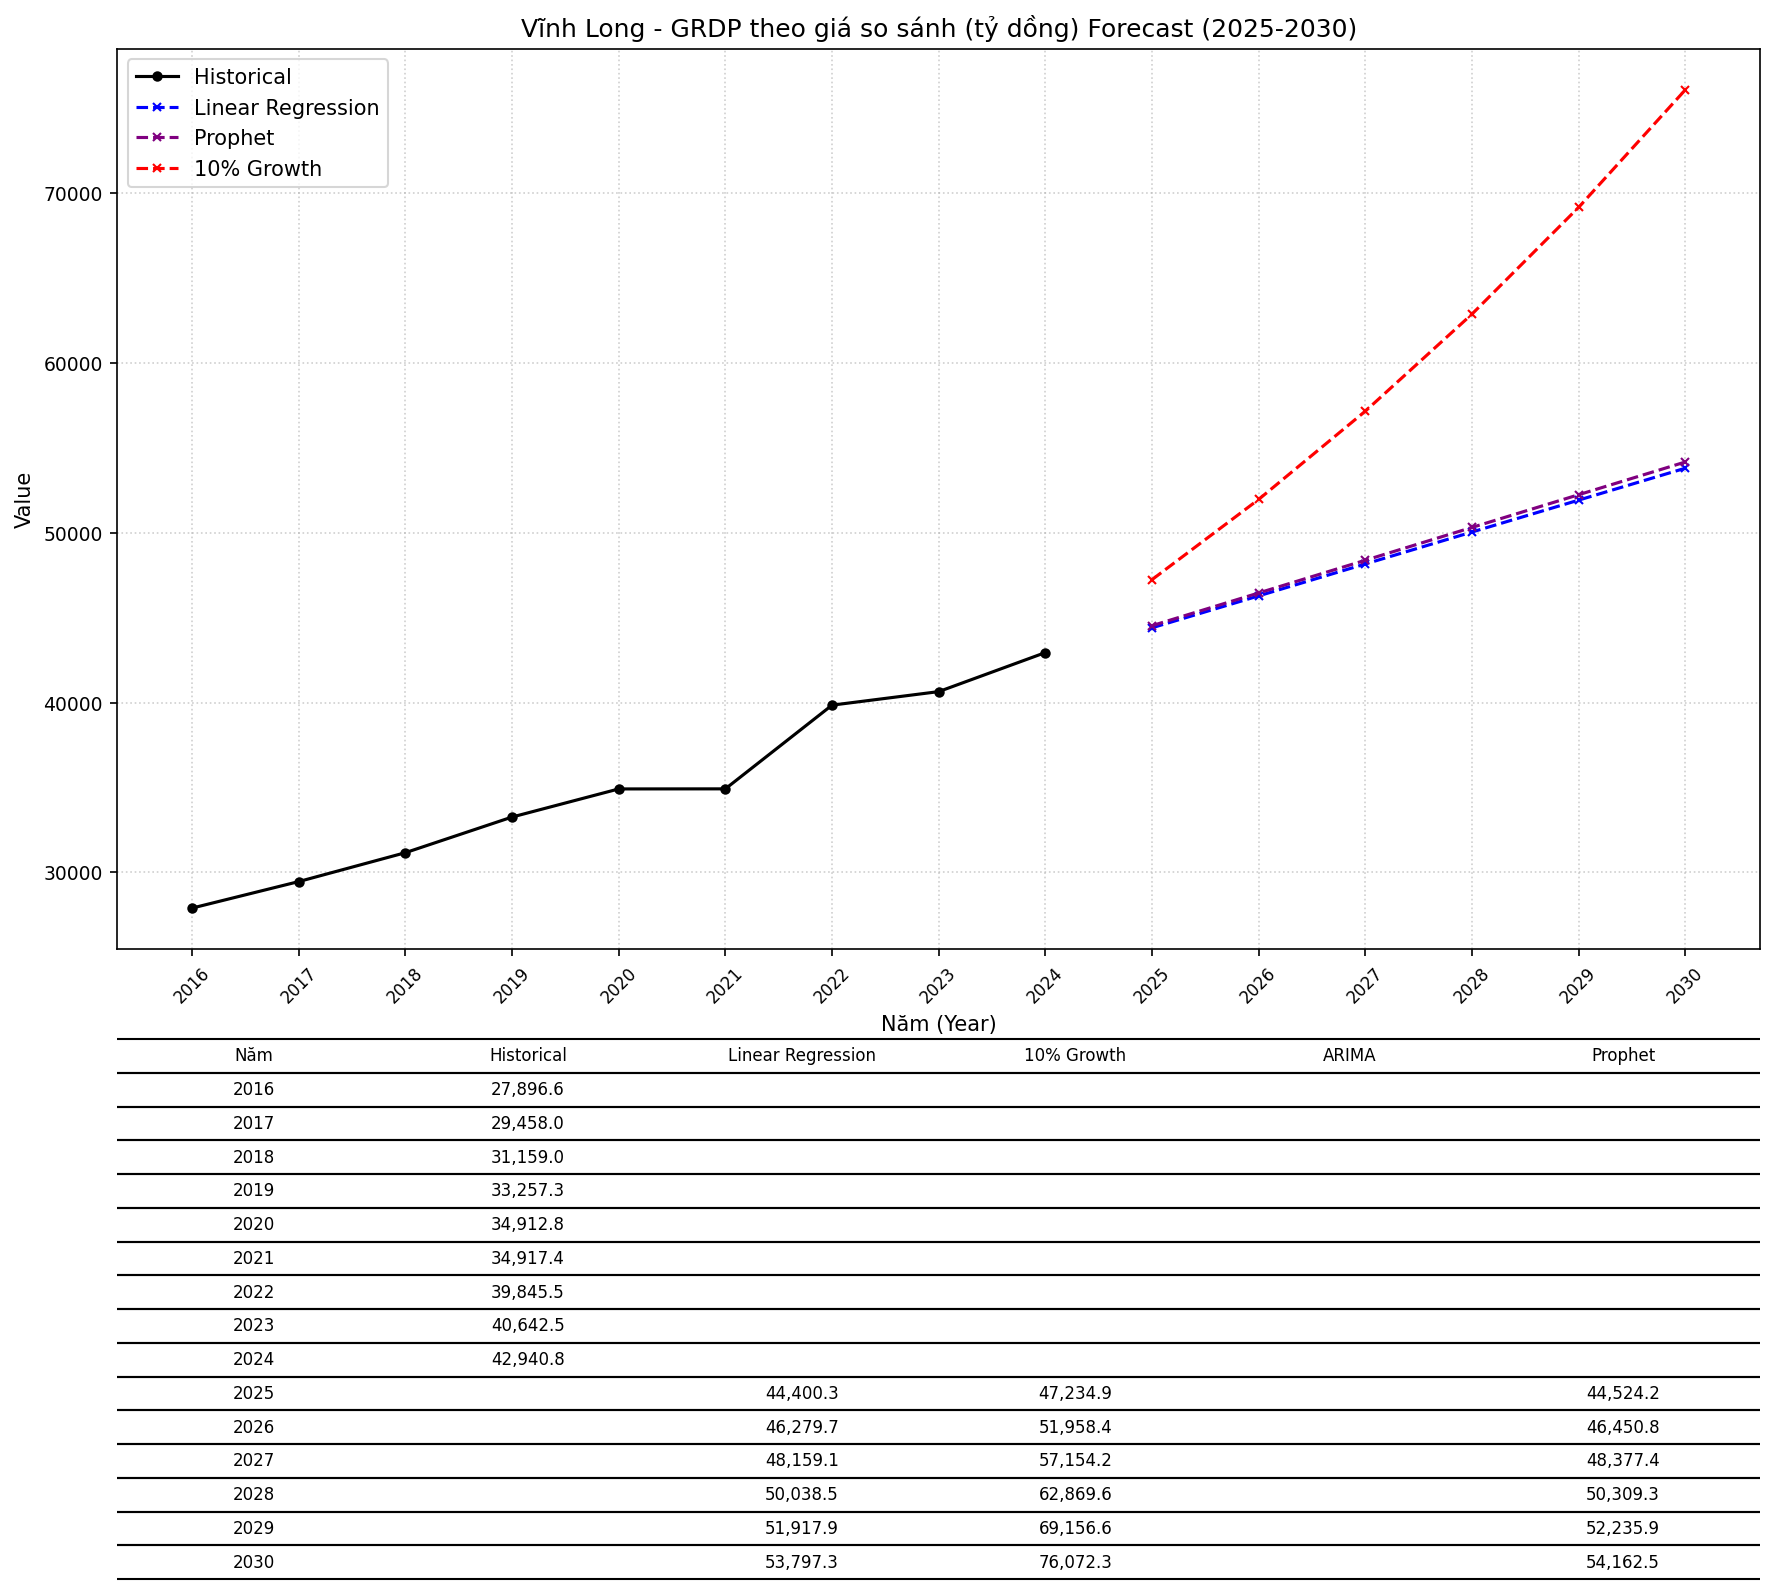 Vĩnh Long - GRDP theo giá so sánh (tỷ đồng) Forecast (2025-2030)
Historical
Linear Regression
Prophet
10% Growth
Value
70000
60000
50000
40000
30000
2016 2017 2018 2019 2020 2021 2022 2023 2024 2025 2026 2027 2028 2029 2030
Năm (Year)
Năm Historical Linear Regression 10% Growth ARIMA Prophet
2016 27,896.6
2017 29,458.0
2018 31,159.0
2019 33,257.3
2020 34,912.8
2021 34,917.4
2022 39,845.5
2023 40,642.5
2024 42,940.8
2025 44,400.3 47,234.9 44,524.2
2026 46,279.7 51,958.4 46,450.8
2027 48,159.1 57,154.2 48,377.4
2028 50,038.5 62,869.6 50,309.3
2029 51,917.9 69,156.6 52,235.9
2030 53,797.3 76,072.3 54,162.5